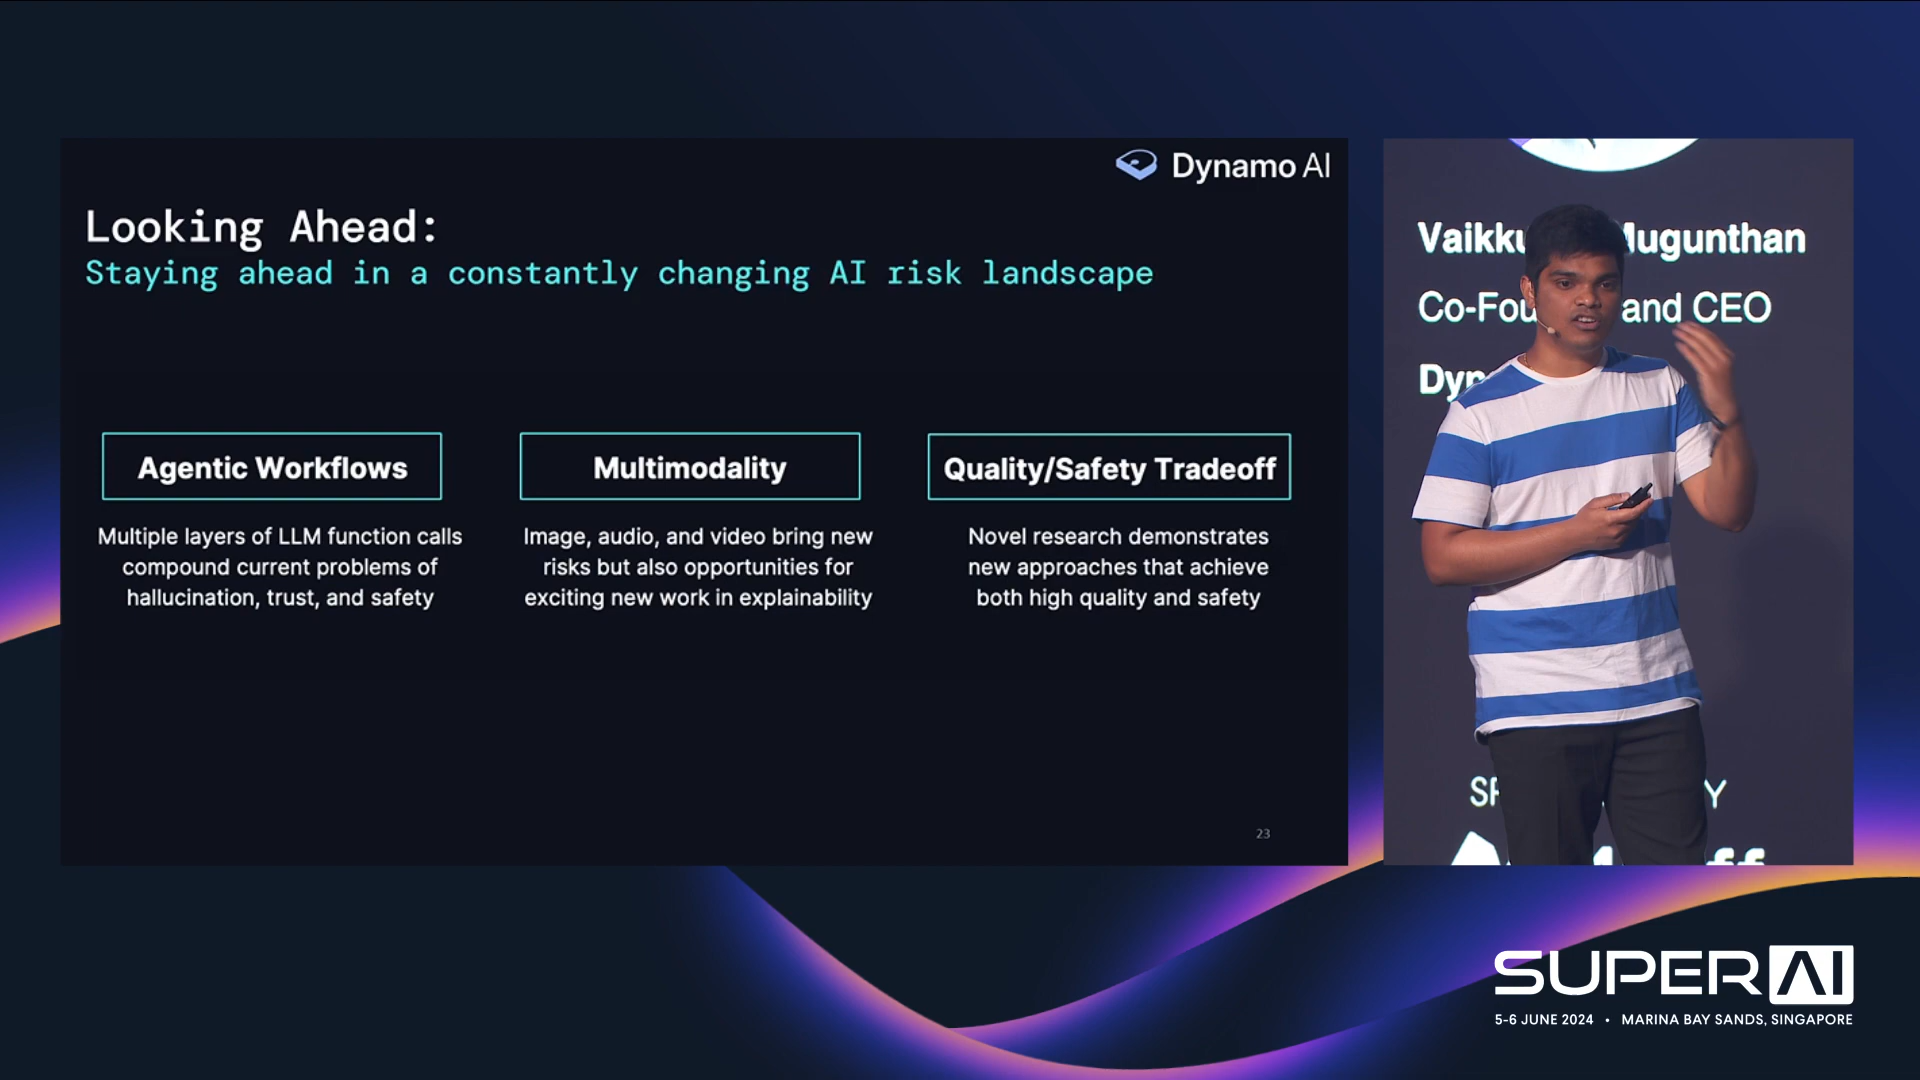 Dynamo AI
Looking Ahead:
Staying ahead in a constantly changing AI risk landscape
Agentic Workflows
Multiple layers of LLM function calls
compound current problems of
hallucination, trust, and safety
Multimodality
Image, audio, and video bring new
risks but also opportunities for
exciting new work in explainability
Quality/Safety Tradeoff
Novel research demonstrates
new approaches that achieve
both high quality and safety
23
and CEO
SUPER AI
5-6 JUNE 2024 • MARINA BAY SANDS, SINGAPORE